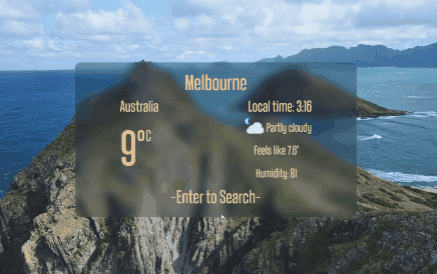 Melbourne
Australia
Local time: 3:16
9°C
Partly cloudy
Feels like 7.6°
Humidity: 81
-Enter to Search-